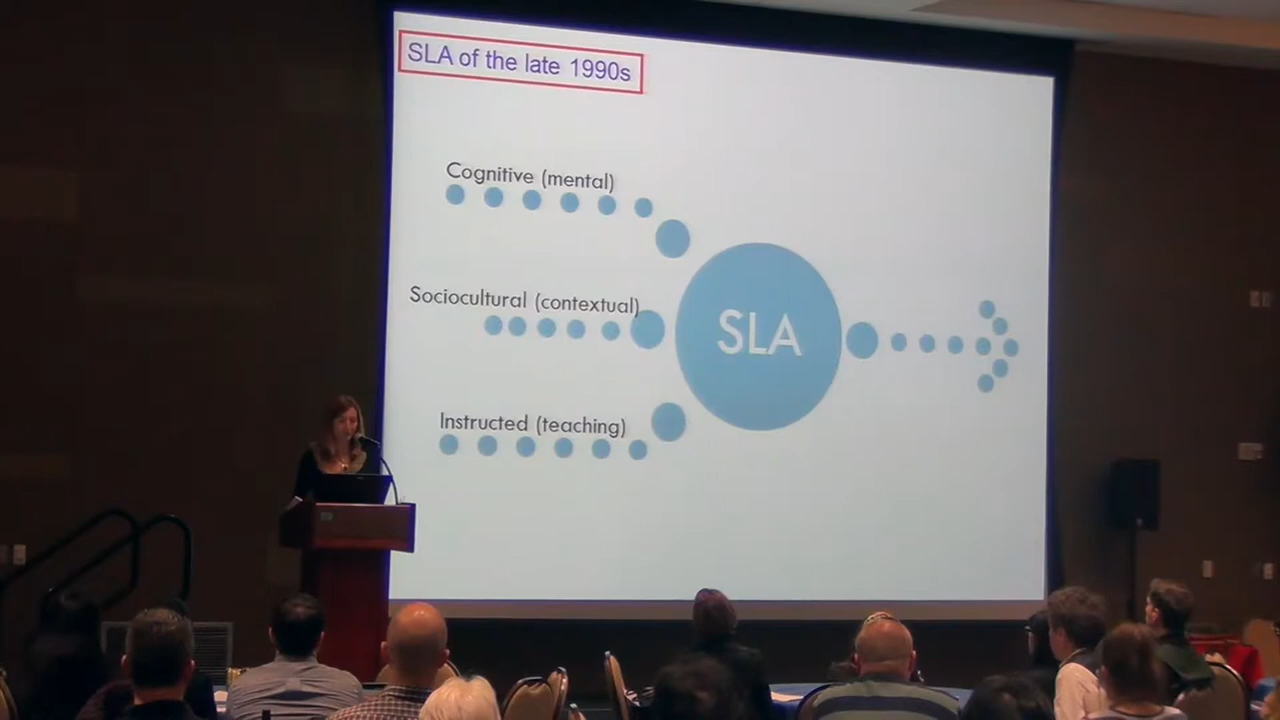 SLA of the late 1990s
Cognitive (mental)
Sociocultural (contextual)
SLA
Instructed (teaching)